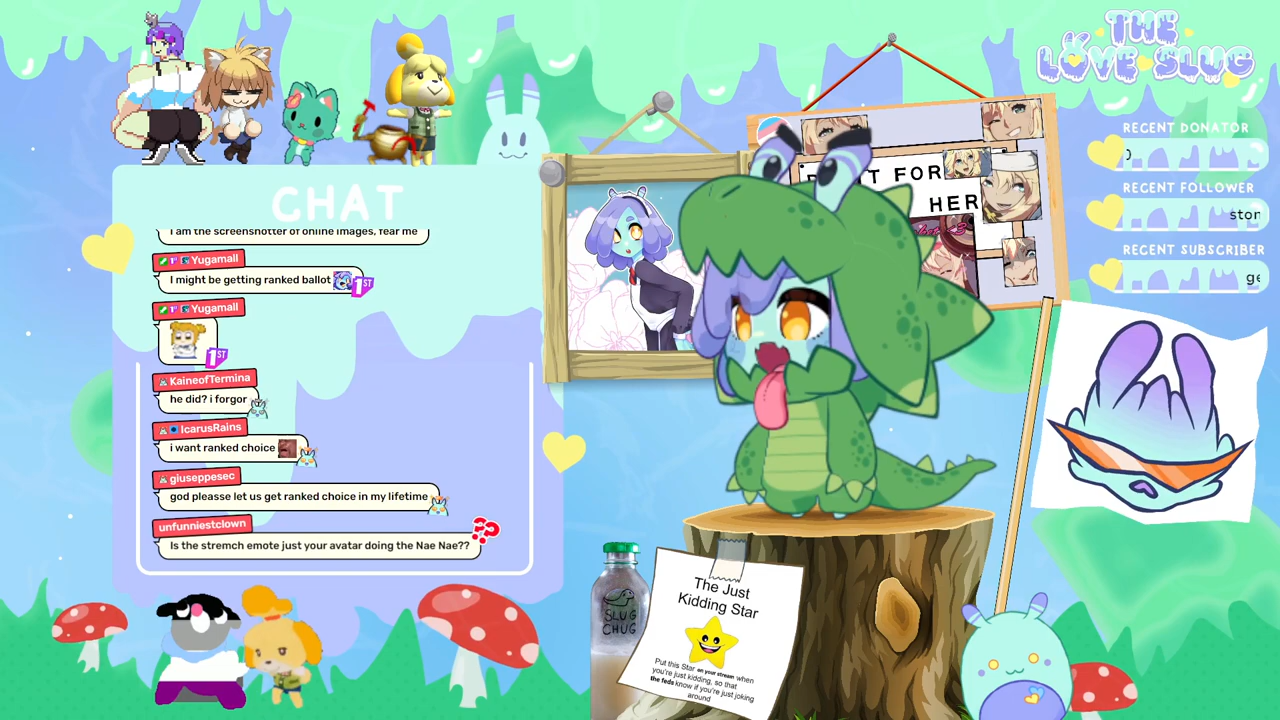 THE
LOVE SLUG
RECENT DONATOR
RECENT FOLLOWER
stor
RECENT SUBSCRIBER
ge
CHAT
I am the screenshotter of online images, fear me
Yugamall
I might be getting ranked ballot
1ST
Yugamall
1ST
KaineofTermina
he did? i forgor
IcarusRains
i want ranked choice
giuseppesec
god pleasse let us get ranked choice in my lifetime
unfunniestclown
Is the stremch emote just your avatar doing the Nae Nae??
??
T FOR
HER
SLUG
CHUG
The Just
Kidding Star
Put this Star on your stream when
you're just kidding, so that
the feds know if you're just joking
around